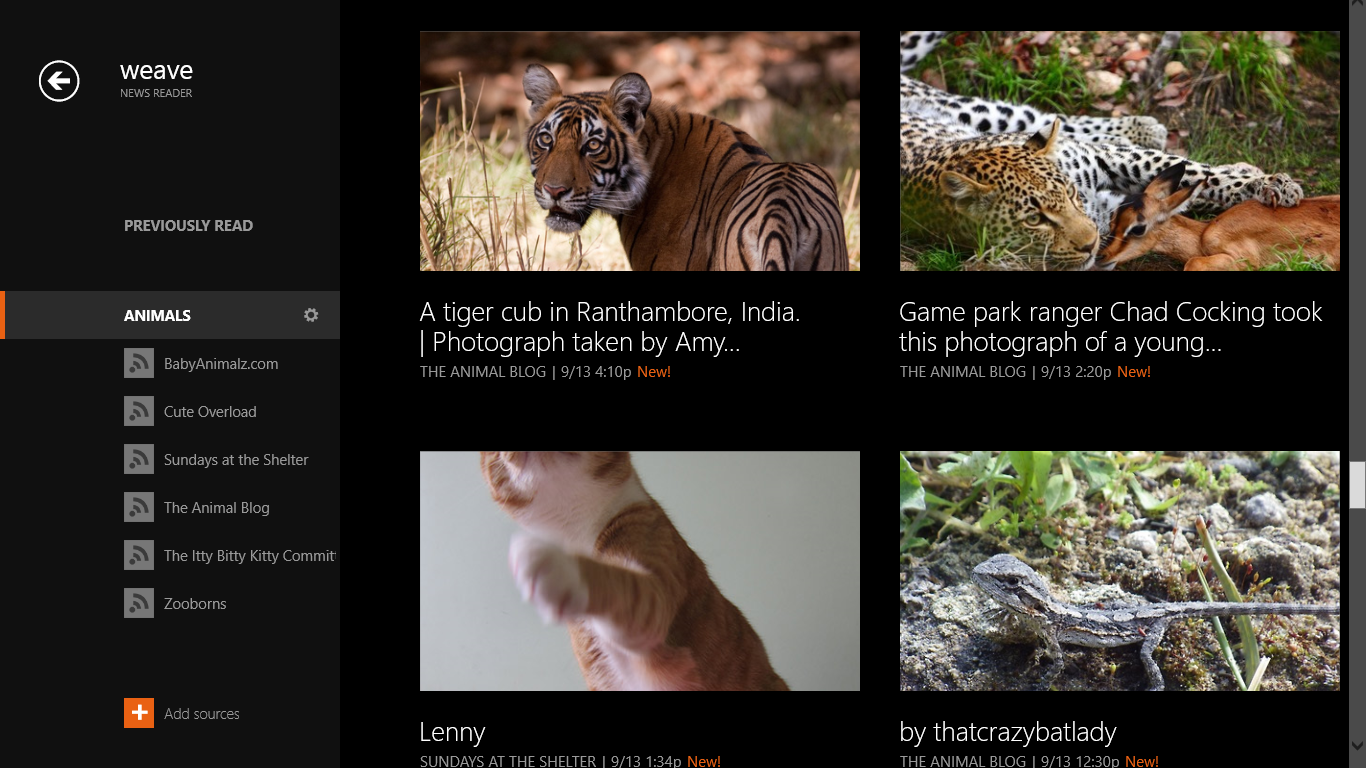 weave
NEWS READER
PREVIOUSLY READ
ANIMALS
BabyAnimalz.com
Cute Overload
Sundays at the Shelter
The Animal Blog
The Itty Bitty Kitty Commit
Zooborns
Add sources
A tiger cub in Ranthambore, India.
| Photograph taken by Amy...
THE ANIMAL BLOG | 9/13 4:10p New!
Game park ranger Chad Cocking took
this photograph of a young...
THE ANIMAL BLOG | 9/13 2:20p New!
Lenny
SUNDAYS AT THE SHELTER | 9/13 1:34p New!
by thatcrazybatlady
THE ANIMAL BLOG | 9/13 12:30p New!